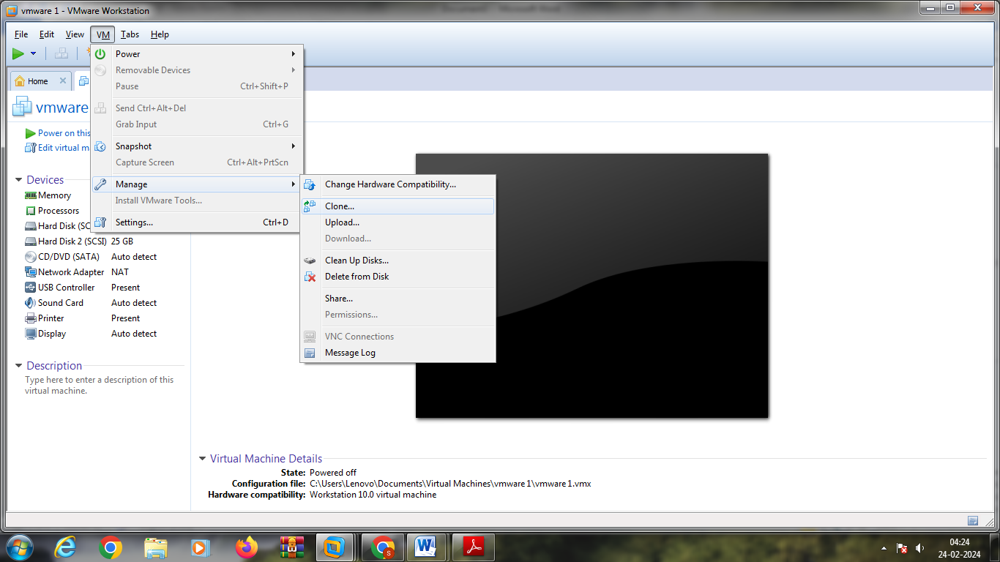 vmware 1 - VMware Workstation
File Edit View VM Tabs Help
Home
vmware
Power on this
Edit virtual m
Power
Removable Devices
Pause Ctrl+Shift+P
Send Ctrl+Alt+Del
Grab Input Ctrl+G
Snapshot
Capture Screen Ctrl+Alt+PrtScn
Manage
Install VMware Tools...
Settings... Ctrl+D
Change Hardware Compatibility...
Clone...
Upload...
Download...
Clean Up Disks...
Delete from Disk
Share...
Permissions...
VNC Connections
Message Log
Devices
Memory
Processors
Hard Disk (SC
Hard Disk 2 (SCSI) 25 GB
CD/DVD (SATA) Auto detect
Network Adapter NAT
USB Controller Present
Sound Card Auto detect
Printer Present
Display Auto detect
Description
Type here to enter a description of this
virtual machine.
Virtual Machine Details
State: Powered off
Configuration file: C:\Users\Lenovo\Documents\Virtual Machines\vmware 1\vmware 1.vmx
Hardware compatibility: Workstation 10.0 virtual machine
S
W
04:24
24-02-2024